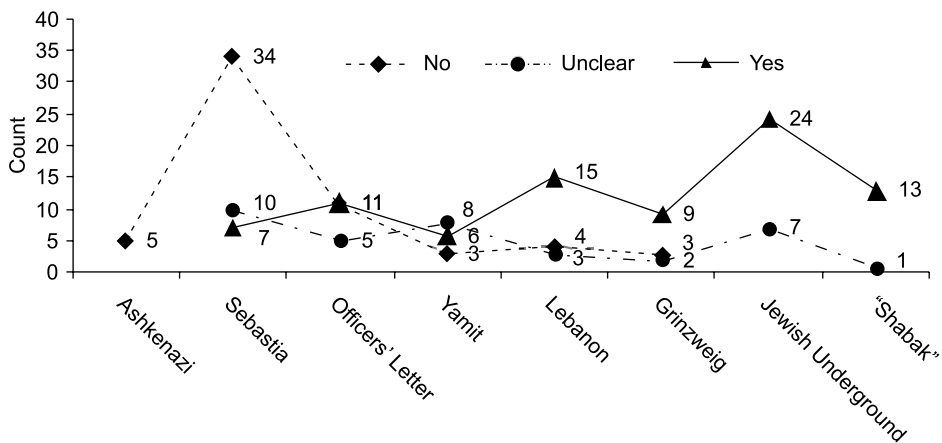 40
35
30
25
20
15
10
5
0
Count
No
Unclear
Yes
5
34
10
7
11
5
8
6
3
15
4
3
9
3
2
24
7
13
1
Ashkenazi
Sebastia
Officers’ Letter
Yamit
Lebanon
Grinzweig
Jewish Underground
“Shabak”